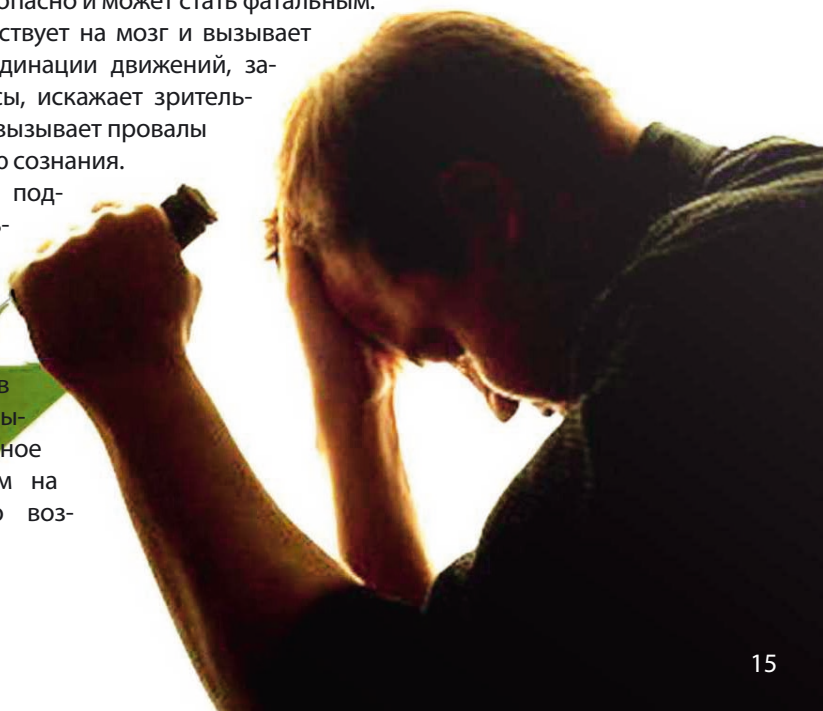 опасно и может стать фатальным.
ствует на мозг и вызывает
динации движений, за-
сы, искажает зритель-
вызывает провалы
ю сознания.
под-
-
в
ы-
ное
м на
о воз-
15